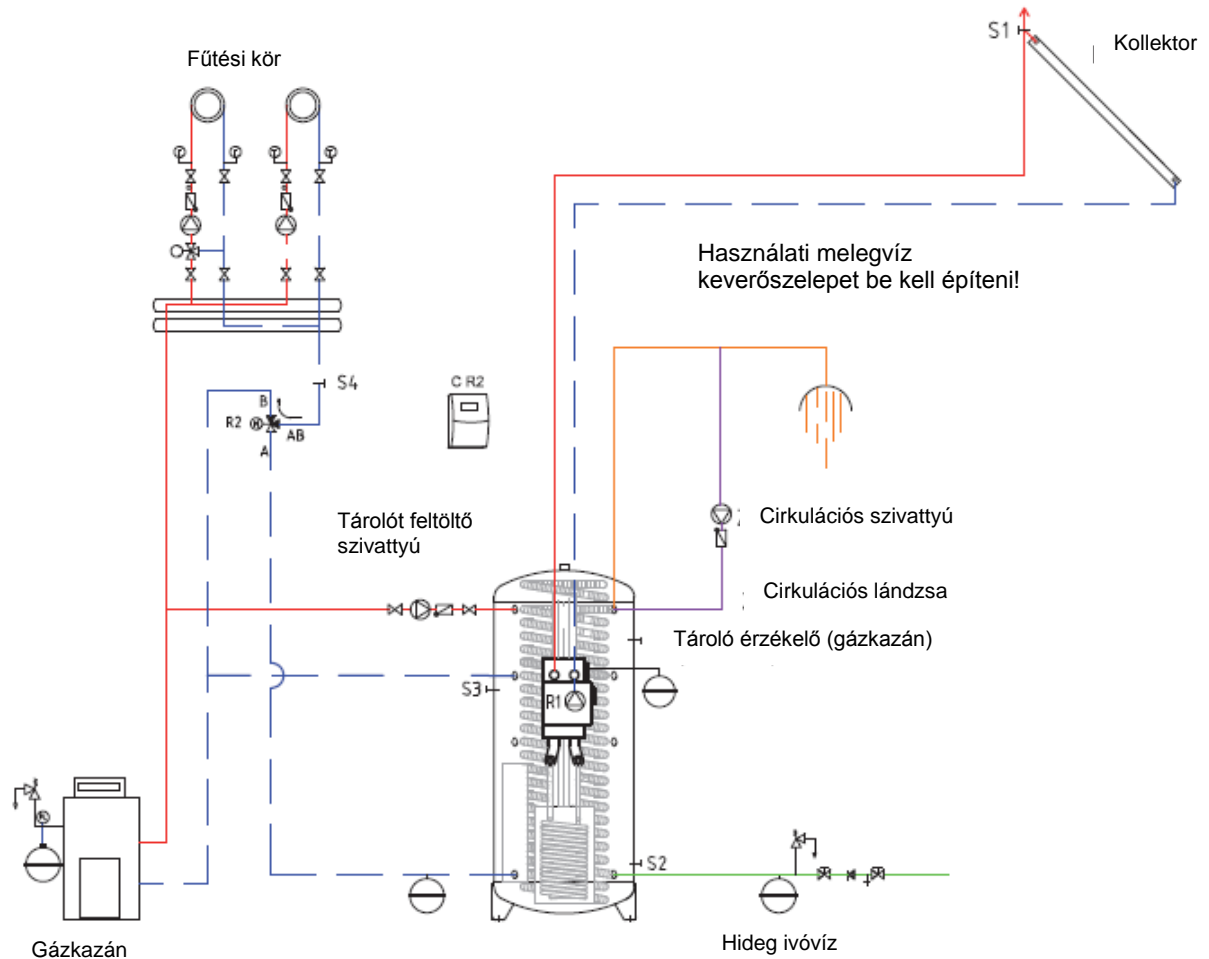 S1
Kollektor
Fűtési kör
Használati melegvíz
keverőszelepet be kell építeni!
S4
C R2
B
R2
M
AB
A
Tárolót feltöltő
szivattyú
Cirkulációs szivattyú
Cirkulációs lándzsa
Tároló érzékelő (gázkazán)
S3
R1
S2
Gázkazán
Hideg ivóvíz